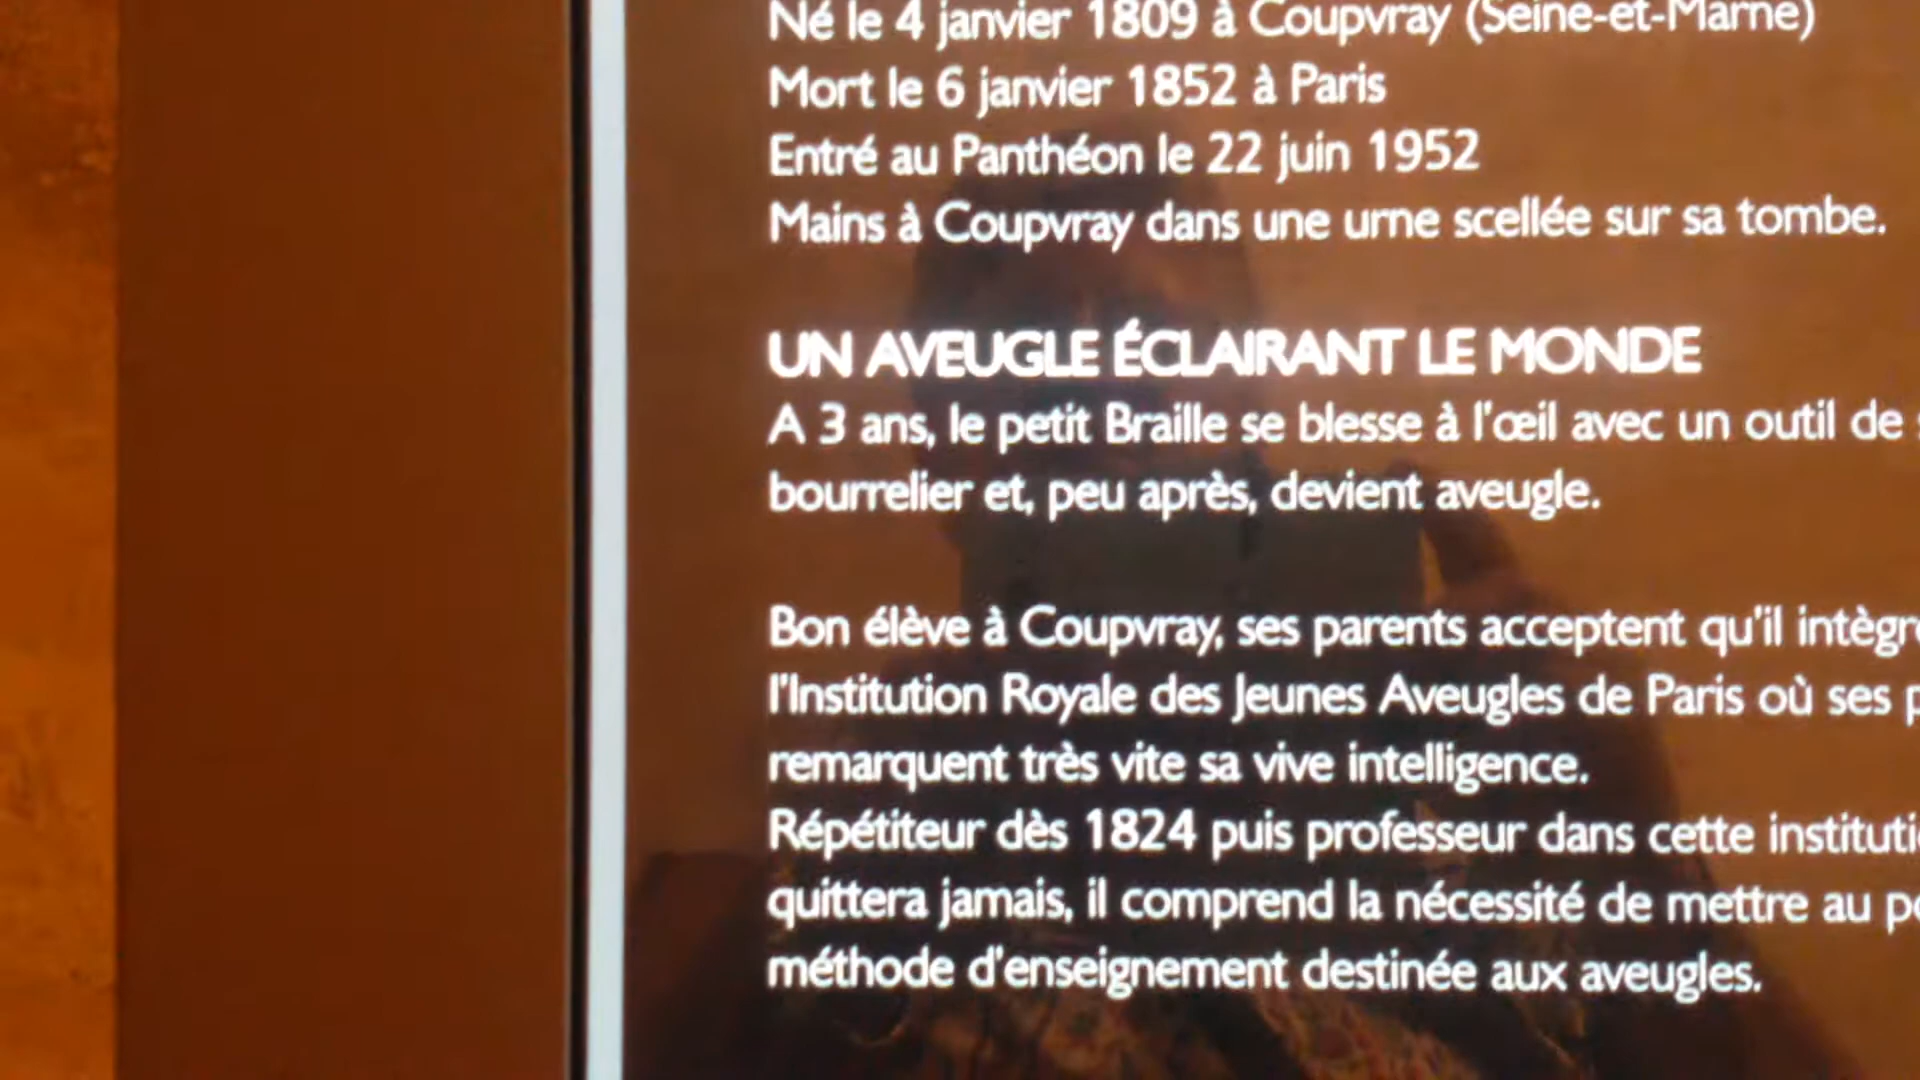 Né le 4 janvier 1809 à Coupvray (Seine-et-Marne)
Mort le 6 janvier 1852 à Paris
Entré au Panthéon le 22 juin 1952
Mains à Coupvray dans une urne scellée sur sa tombe.
UN AVEUGLE ÉCLAIRANT LE MONDE
A 3 ans, le petit Braille se blesse à l'œil avec un outil de
bourrelier et, peu après, devient aveugle.
Bon élève à Coupvray, ses parents acceptent qu'il
l'Institution Royale des Jeunes Aveugles de Paris où ses
remarquent très vite sa vive intelligence.
Répétiteur dès 1824 puis professeur dans cette
quittera jamais, il comprend la nécessité de mettre au
méthode d'enseignement destinée aux aveugles.